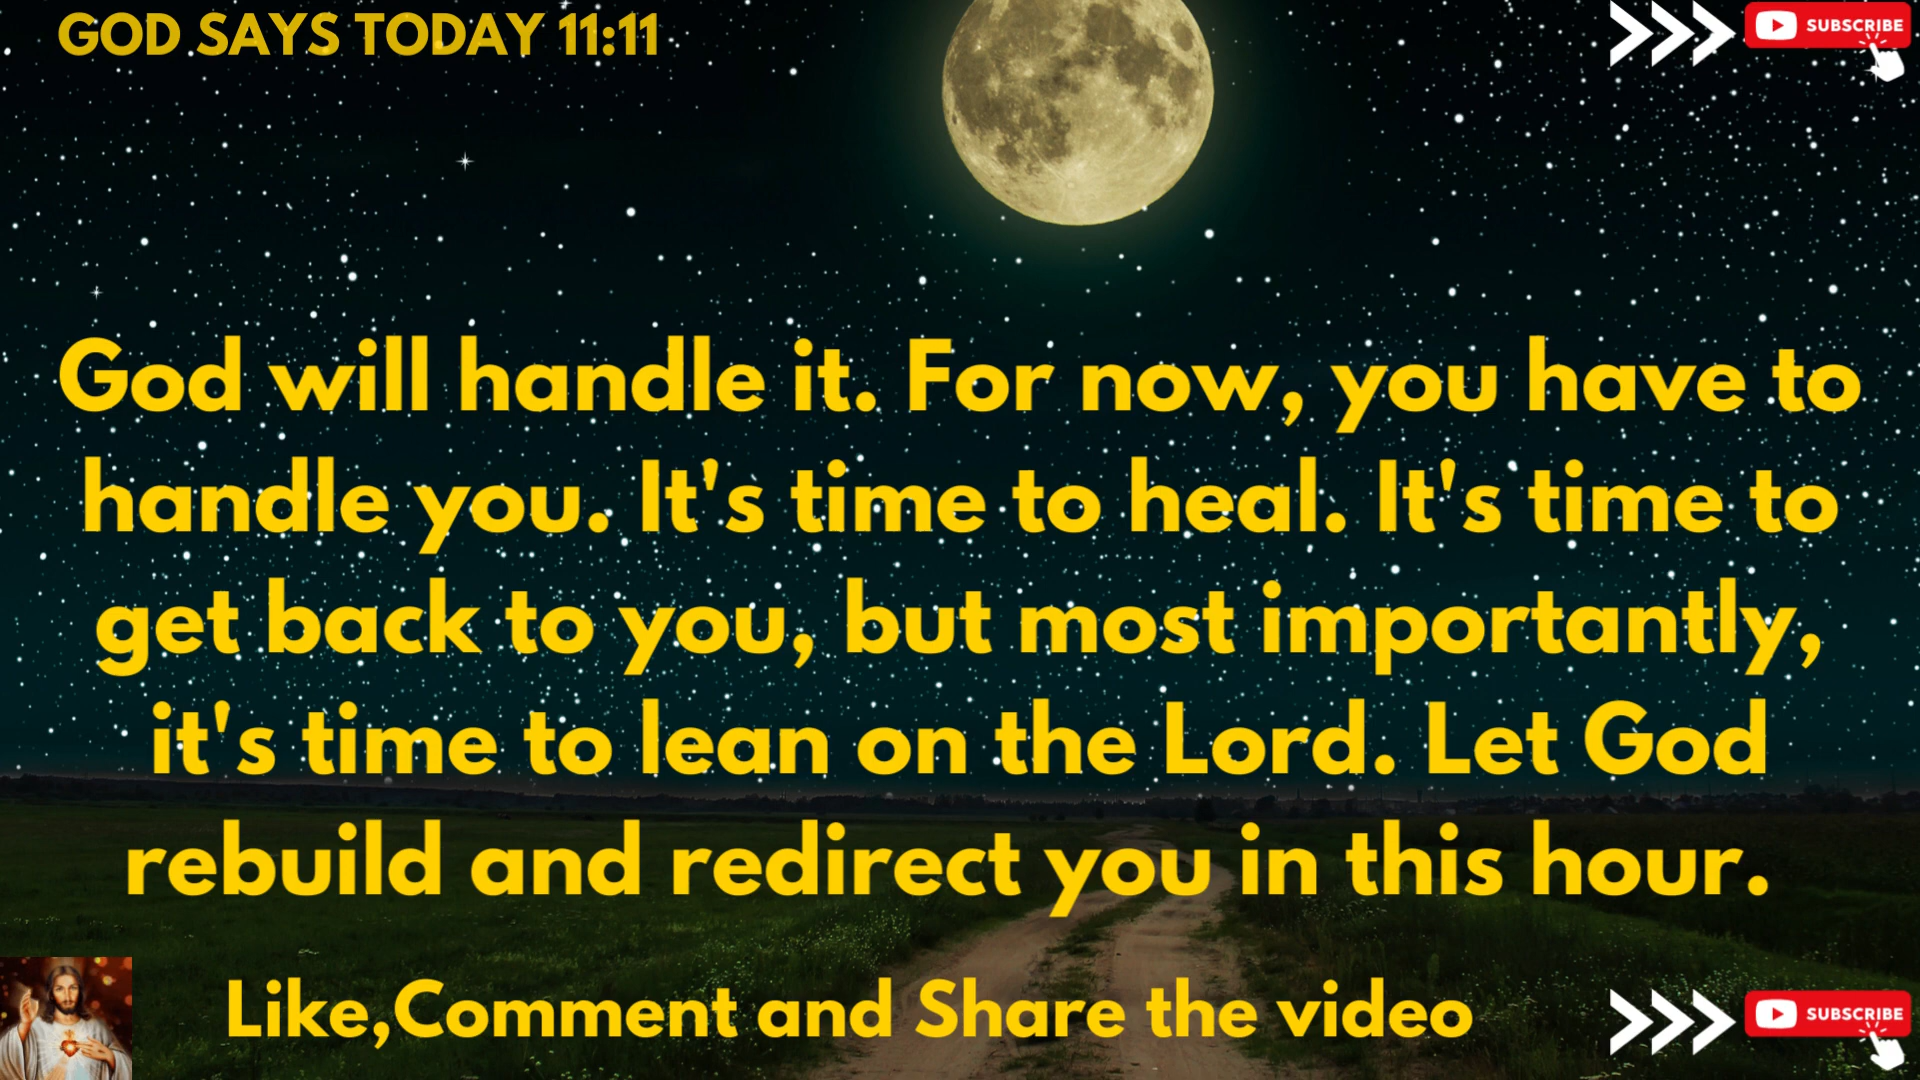 GOD SAYS TODAY 11:11
SUBSCRIBE
God will handle it. For now, you have to
handle you. It's time to heal. It's time to
get back to you, but most importantly,
it's time to lean on the Lord. Let God
rebuild and redirect you in this hour.
Like,Comment and Share the video
SUBSCRIBE